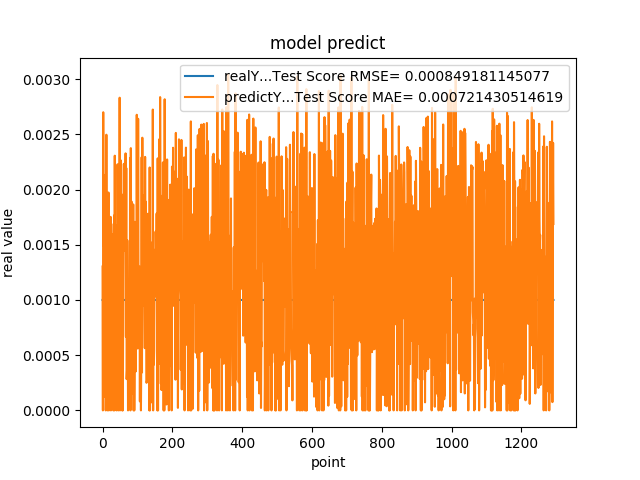 model predict
realY...Test Score RMSE= 0.000849181145077
predictY...Test Score MAE= 0.000721430514619
0.0030
0.0025
0.0020
0.0015
0.0010
0.0005
0.0000
real value
0 200 400 600 800 1000 1200
point